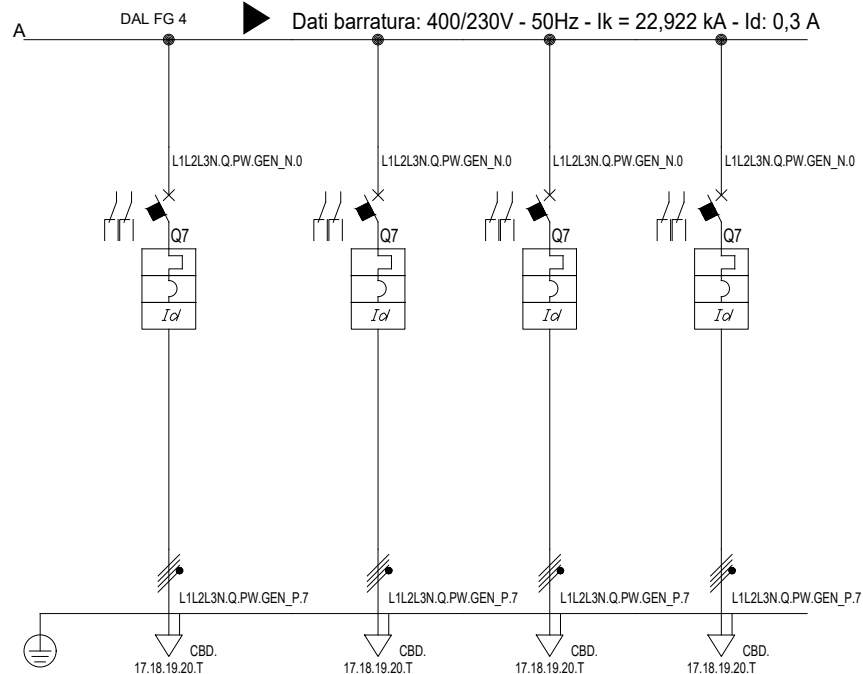 A
DAL FG 4
Dati barratura: 400/230V - 50Hz - Ik = 22,922 kA - Id: 0,3 A
L1L2L3N.Q.PW.GEN_N.0
L1L2L3N.Q.PW.GEN_N.0
L1L2L3N.Q.PW.GEN_N.0
L1L2L3N.Q.PW.GEN_N.0
Q7
Q7
Q7
Q7
Id
Id
Id
Id
L1L2L3N.Q.PW.GEN_P.7
L1L2L3N.Q.PW.GEN_P.7
L1L2L3N.Q.PW.GEN_P.7
L1L2L3N.Q.PW.GEN_P.7
CBD.
17.18.19.20.T
CBD.
17.18.19.20.T
CBD.
17.18.19.20.T
CBD.
17.18.19.20.T